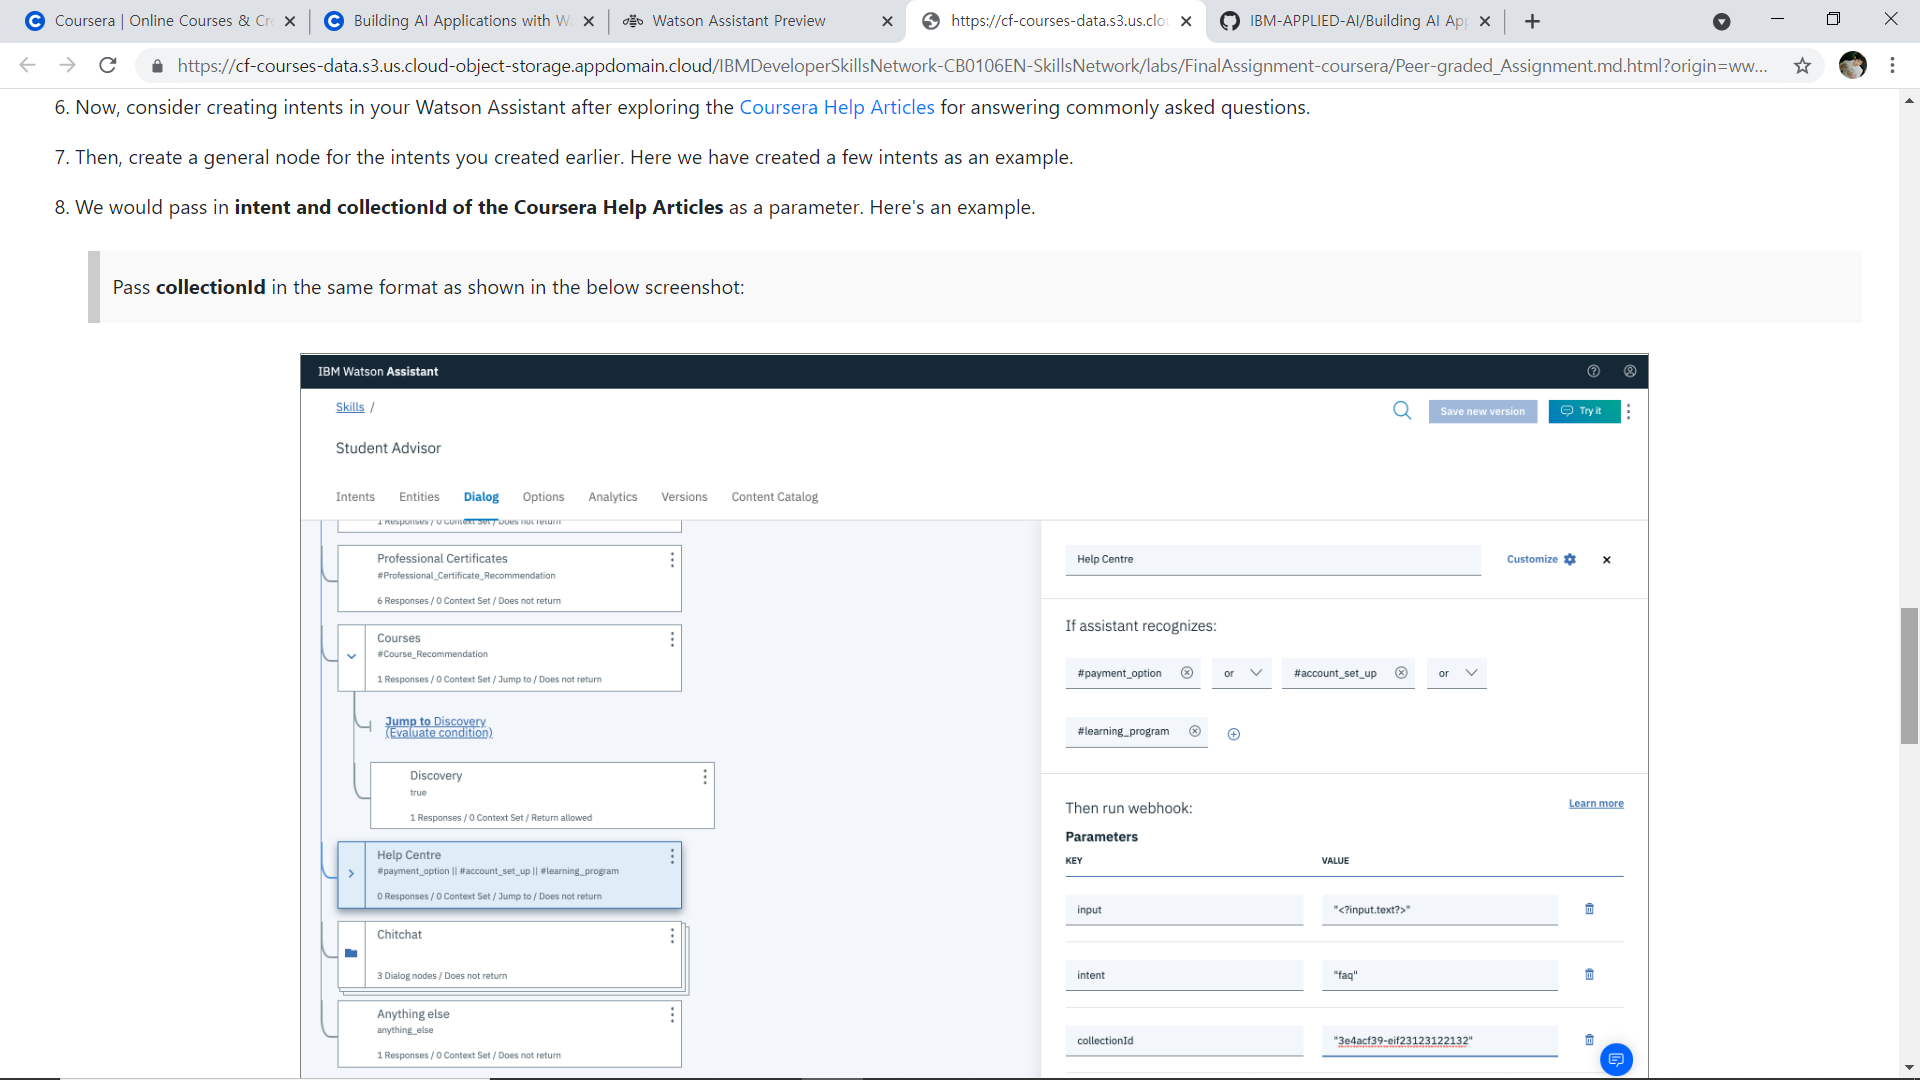 Coursera | Online Courses & Cr
Building AI Applications with W
Watson Assistant Preview
https://cf-courses-data.s3.us.clo
IBM-APPLIED-AI/Building AI Ap
https://cf-courses-data.s3.us.cloud-object-storage.appdomain.cloud/IBMDeveloperSkillsNetwork-CB0106EN-SkillsNetwork/labs/FinalAssignment-coursera/Peer-graded_Assignment.md.html?origin=ww...
6. Now, consider creating intents in your Watson Assistant after exploring the Coursera Help Articles for answering commonly asked questions.
7. Then, create a general node for the intents you created earlier. Here we have created a few intents as an example.
8. We would pass in intent and collectionId of the Coursera Help Articles as a parameter. Here's an example.
Pass collectionId in the same format as shown in the below screenshot:
IBM Watson Assistant
Skills /
Save new version
Try it
Student Advisor
Intents Entities Dialog Options Analytics Versions Content Catalog
1 Responses / 0 Context Set / Does not return
Professional Certificates
#Professional_Certificate_Recommendation
6 Responses / 0 Context Set / Does not return
Courses
#Course_Recommendation
1 Responses / 0 Context Set / Jump to / Does not return
Jump to Discovery
(Evaluate condition)
Discovery
true
1 Responses / 0 Context Set / Return allowed
Help Centre
#payment_option || #account_set_up || #learning_program
0 Responses / 0 Context Set / Jump to / Does not return
Chitchat
3 Dialog nodes / Does not return
Anything else
anything_else
1 Responses / 0 Context Set / Does not return
Help Centre
Customize
If assistant recognizes:
#payment_option or #account_set_up or
#learning_program
Then run webhook:
Learn more
Parameters
KEY VALUE
input "<?input.text?>"
intent "faq"
collectionId "3e4acf39-eif23123122132"